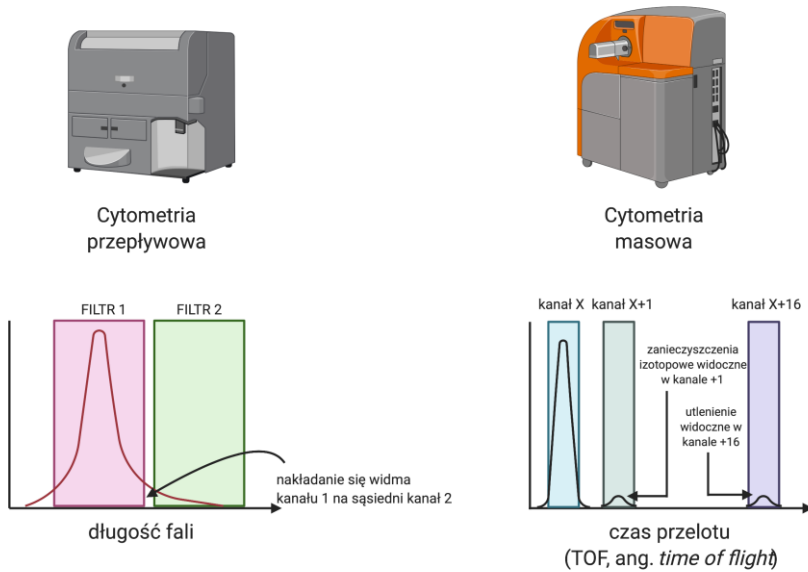 Cytometria
przepływowa
Cytometria
masowa
FILTR 1
FILTR 2
nakładanie się widma
kanału 1 na sąsiedni kanał 2
długość fali
kanał X
kanał X+1
kanał X+16
zanieczyszczenia
izotopowe widoczne
w kanale +1
utlenienie
widoczne w
kanale +16
czas przelotu
(TOF, ang. time of flight)